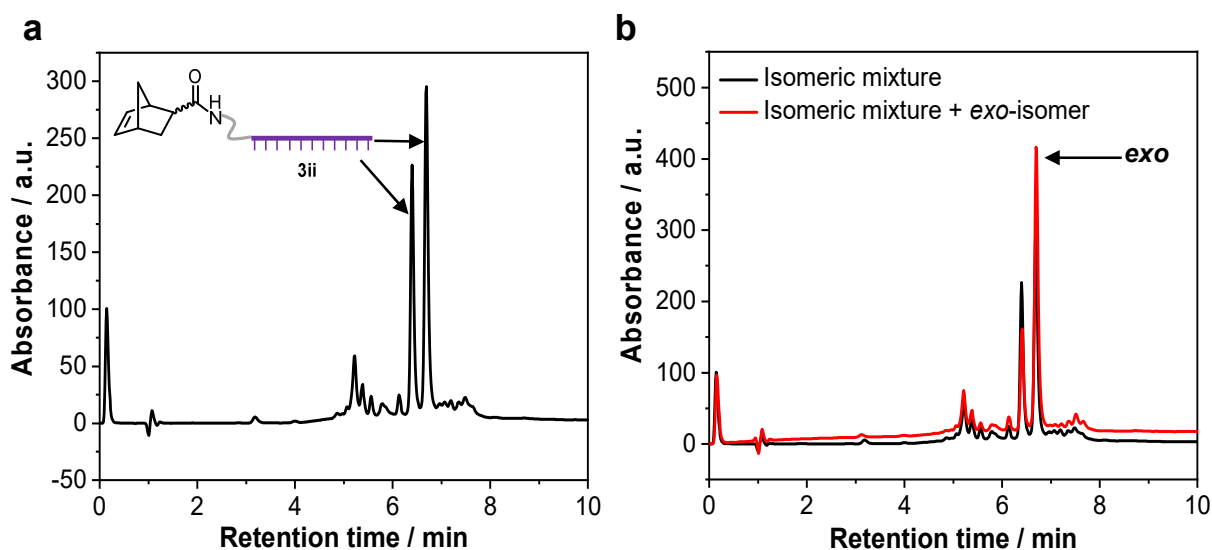 a
300
250
200
150
100
50
0
-50
0
2
4
6
8
10
Absorbance / a.u.
Retention time / min
O
H
N
3ii
b
500
400
300
200
100
0
0
2
4
6
8
10
Absorbance / a.u.
Retention time / min
Isomeric mixture
Isomeric mixture + exo-isomer
exo